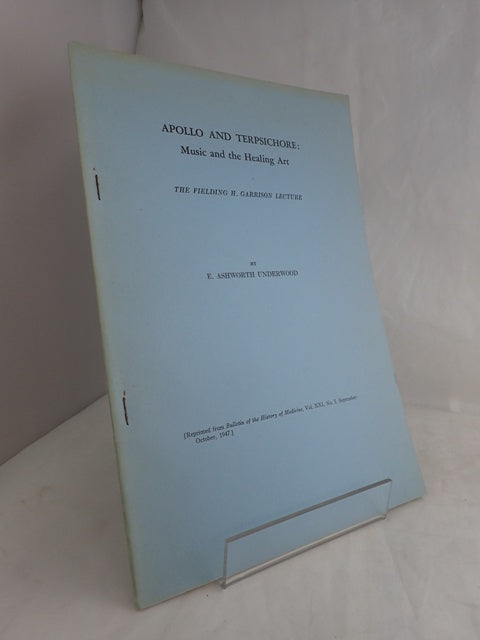 APOLLO AND TERPSICHORE:
Music and the Healing Art
THE FIELDING H. GARRISON LECTURE
BY
E. ASHWORTH UNDERWOOD
[Reprinted from Bulletin of the History of Medicine, Vol. XXI, No. 5, September-
October, 1947.]